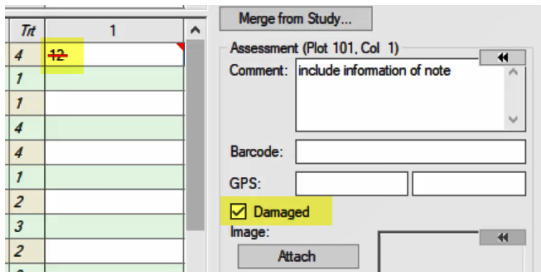 Trt 1
4 12
1
1
4
4
1
2
3
2
Merge from Study...
Assessment (Plot 101, Col 1)
Comment: include information of note
Barcode:
GPS:
Damaged
Image:
Attach